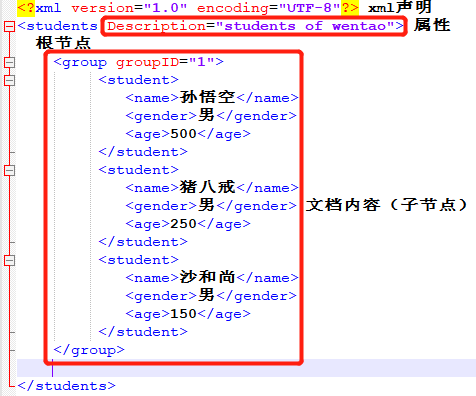 <?xml version="1.0" encoding="UTF-8"?> xml声明
<students Description="students of wentao"> 属性
根节点
<group groupID="1">
<student>
<name>孙悟空</name>
<gender>男</gender>
<age>500</age>
</student>
<student>
<name>猪八戒</name>
<gender>男</gender> 文档内容（子节点）
<age>250</age>
</student>
<student>
<name>沙和尚</name>
<gender>男</gender>
<age>150</age>
</student>
</group>
</students>